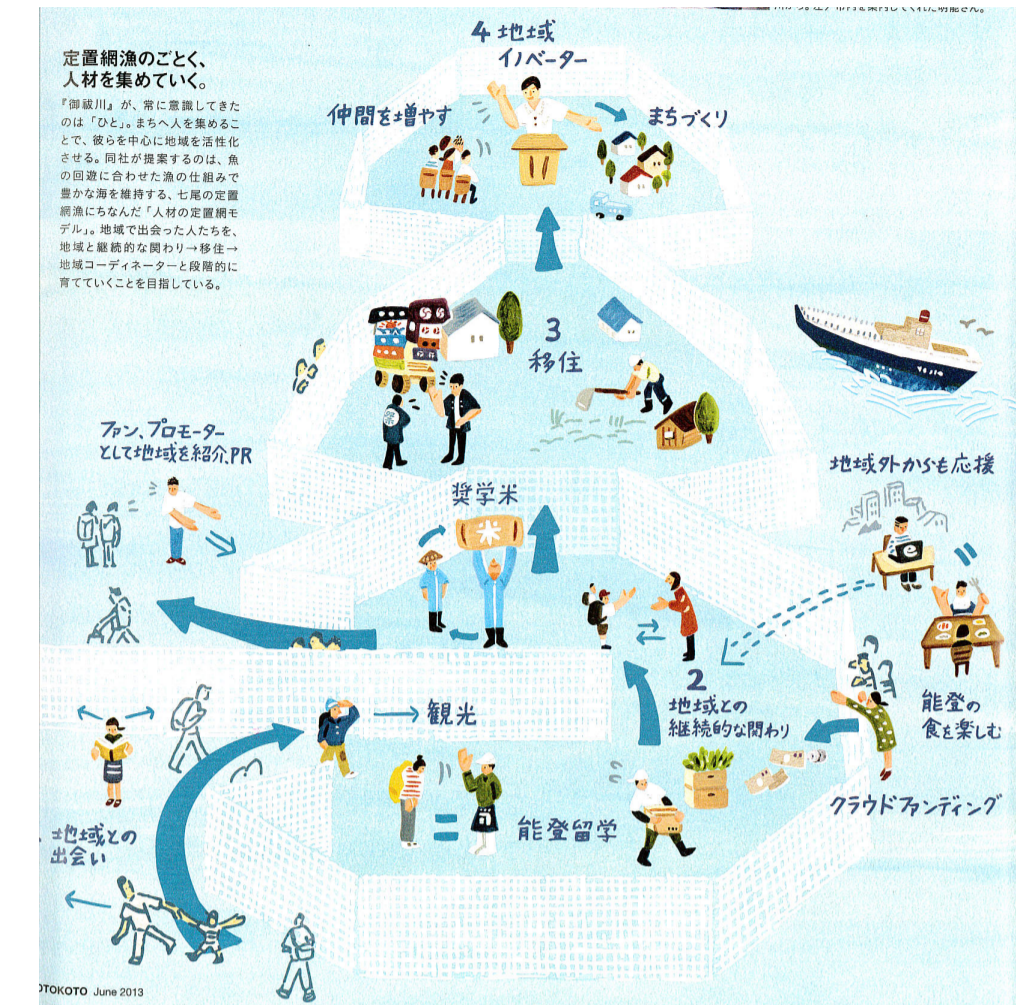 定置網漁のごとく、
人材を集めていく。
『御祓川』が、常に意識してきた
のは「ひと」。まちへ人を集めるこ
とで、彼らを中心に地域を活性化
させる。同社が提案するのは、魚
の回遊に合わせた漁の仕組みで
豊かな海を維持する、七尾の定置
網漁にちなんだ「人材の定置網モ
デル」。地域で出会った人たちを、
地域と継続的な関わり→移住→
地域コーディネーターと段階的に
育てていくことを目指している。
4 地域
イノベーター
仲間を増やす
まちづくり
3
移住
ファン、プロモーター
として地域を紹介、PR
地域外からも応援
奨学米
米
2
地域との
継続的な関わり
観光
能登の
食を楽しむ
能登留学
クラウドファンディング
地域との
出会い
OTOKOTO June 2013